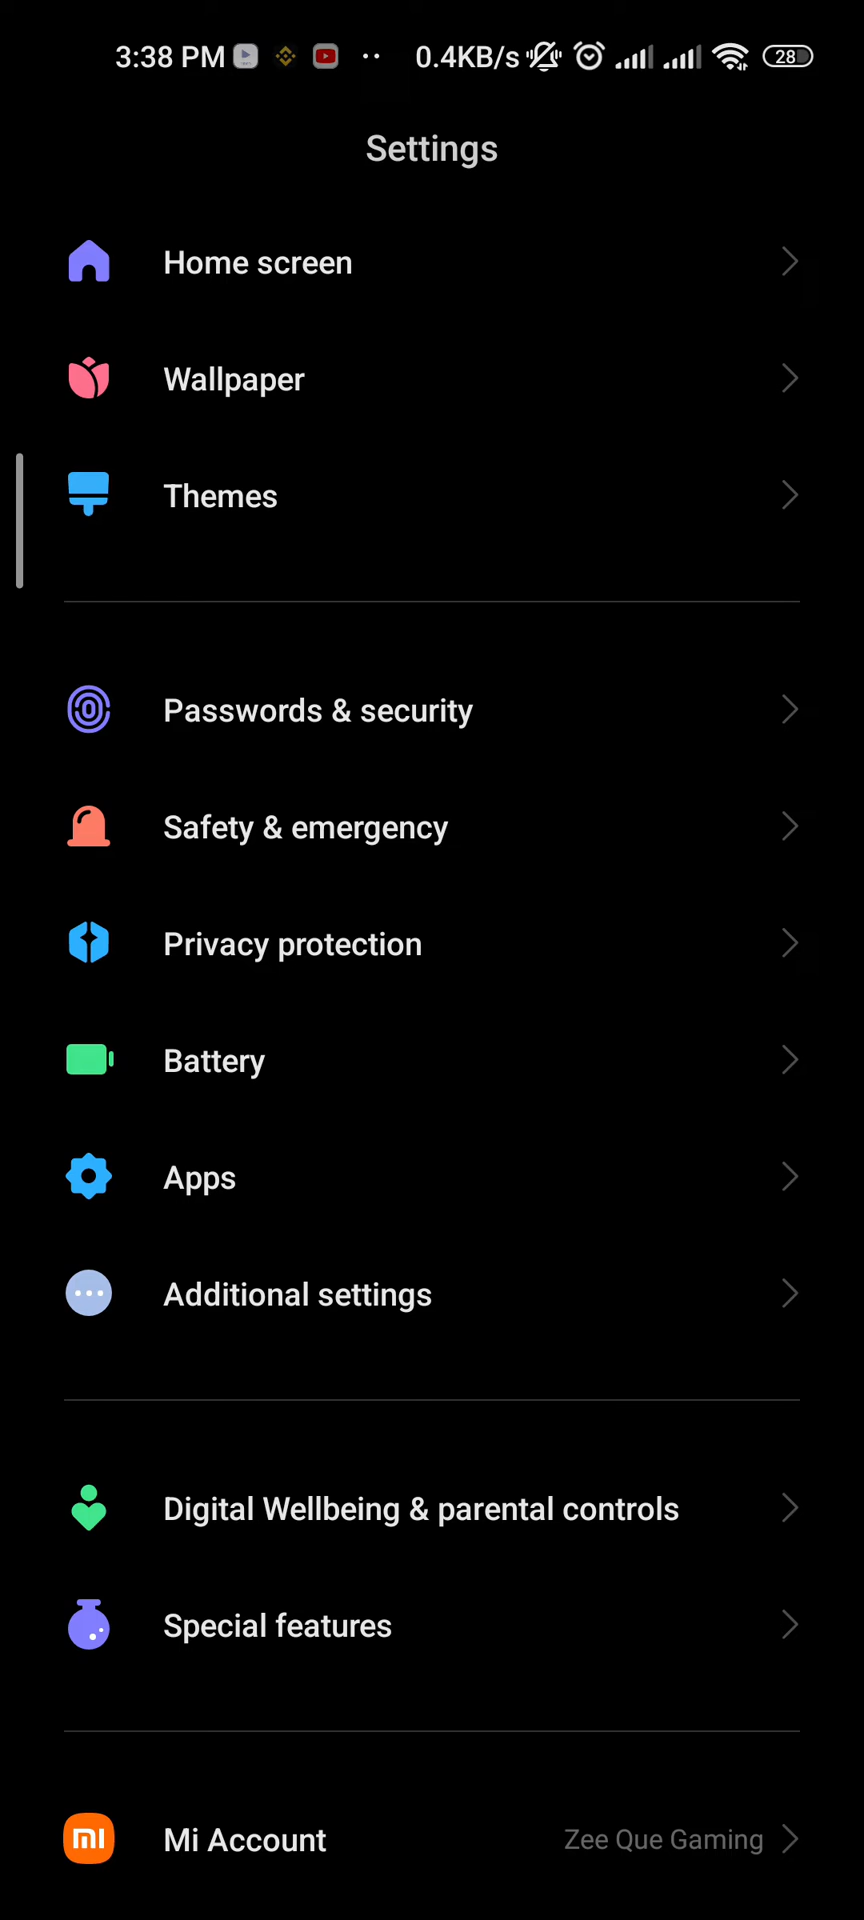 3:38 PM 0.4KB/s 28
Settings
Home screen
Wallpaper
Themes
Passwords & security
Safety & emergency
Privacy protection
Battery
Apps
Additional settings
Digital Wellbeing & parental controls
Special features
Mi Account Zee Que Gaming